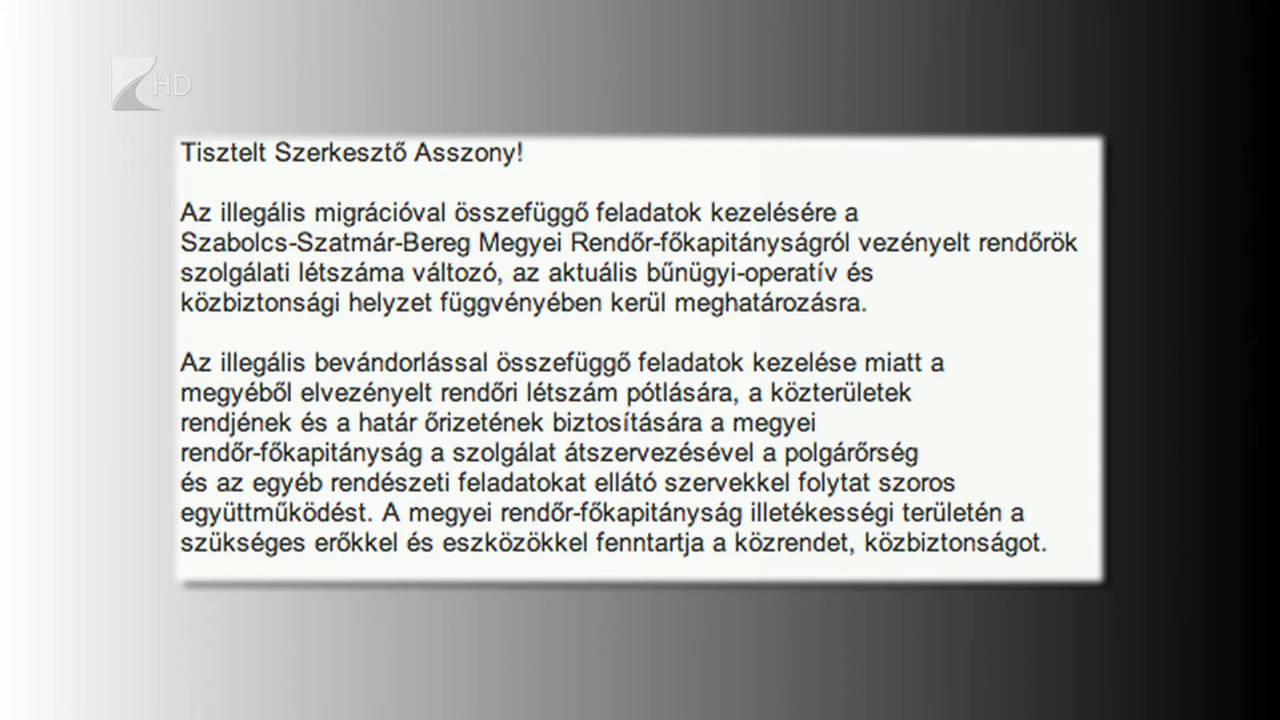 HD
Tisztelt Szerkesztő Asszony!
Az illegális migrációval összefüggő feladatok kezelésére a
Szabolcs-Szatmár-Bereg Megyei Rendőr-főkapitányságról vezényelt rendőrök
szolgálati létszáma változó, az aktuális bűnügyi-operatív és
közbiztonsági helyzet függvényében kerül meghatározásra.
Az illegális bevándorlással összefüggő feladatok kezelése miatt a
megyéből elvezényelt rendőri létszám pótlására, a közterületek
rendjének és a határ őrizetének biztosítására a megyei
rendőr-főkapitányság a szolgálat átszervezésével a polgárőrség
és az egyéb rendészeti feladatokat ellátó szervekkel folytat szoros
együttműködést. A megyei rendőr-főkapitányság illetékességi területén a
szükséges erőkkel és eszközökkel fenntartja a közrendet, közbiztonságot.